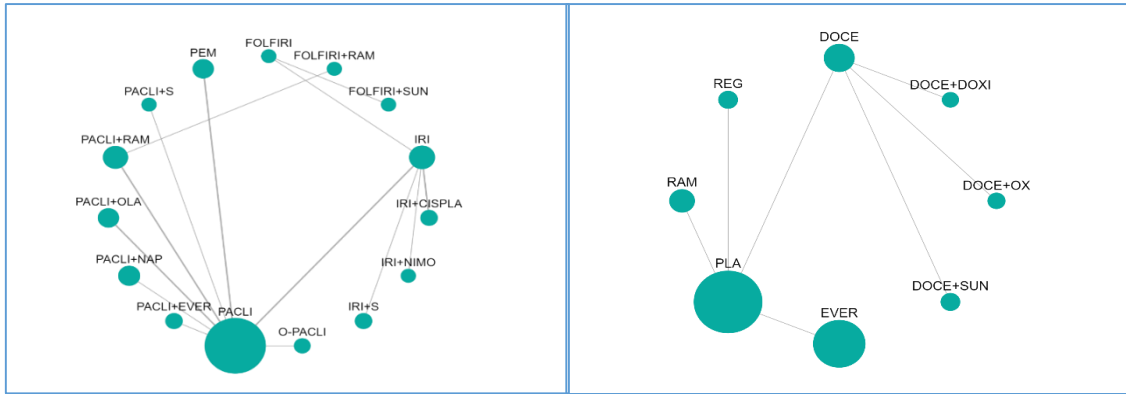 FOLFIRI
PEM
FOLFIRI+RAM
PACLI+S
FOLFIRI+SUN
PACLI+RAM
IRI
PACLI+OLA
IRI+CISPLA
PACLI+NAP
IRI+NIMO
PACLI+EVER
PACLI
IRI+S
O-PACLI
DOCE
REG
DOCE+DOXI
RAM
DOCE+OX
PLA
DOCE+SUN
EVER